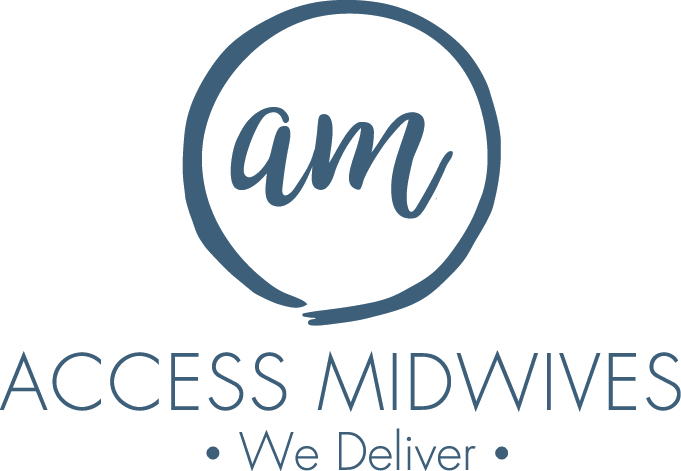 am
ACCESS MIDWIVES
• We Deliver •